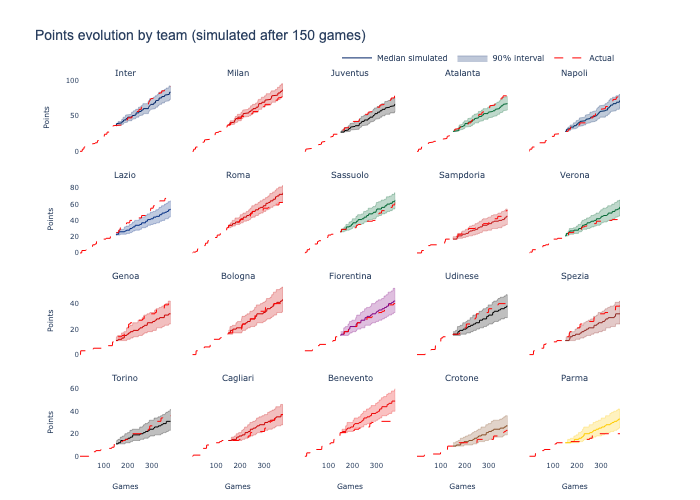 Points evolution by team (simulated after 150 games)
Median simulated 90% interval Actual
Inter Milan Juventus Atalanta Napoli
100
50
0
Points
Lazio Roma Sassuolo Sampdoria Verona
80
60
40
20
0
Points
Genoa Bologna Fiorentina Udinese Spezia
40
20
0
Points
Torino Cagliari Benevento Crotone Parma
60
40
20
0
Points
100 200 300 100 200 300 100 200 300 100 200 300 100 200 300
Games Games Games Games Games